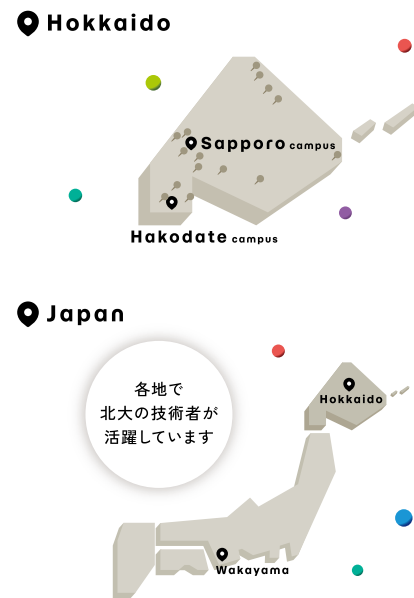 Hokkaido
Sapporo campus
Hakodate campus
Japan
各地で
北大の技術者が
活躍しています
Hokkaido
Wakayama